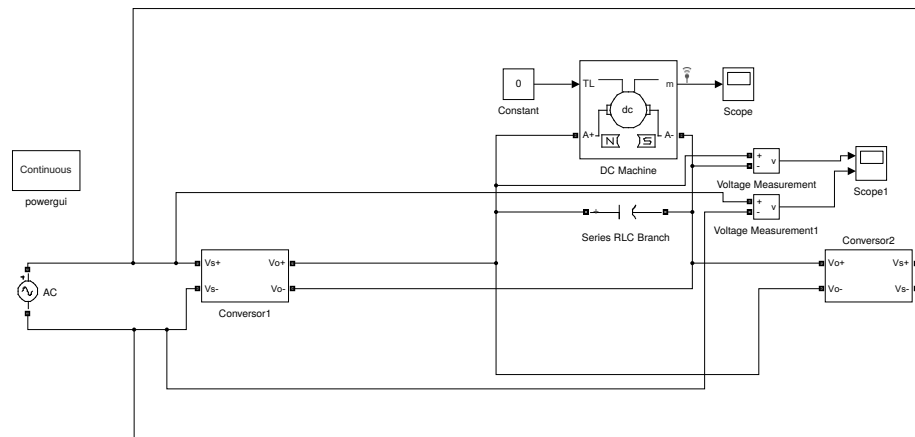 0
Constant
TL
m
dc
A+
A-
N
S
DC Machine
Scope
Continuous
powergui
+
-
v
Voltage Measurement
Scope1
+
-
v
Voltage Measurement1
+
Series RLC Branch
Conversor2
Vs+
Vo+
Vs-
Vo-
Conversor1
+
AC
Vo+
Vs+
Vo-
Vs-